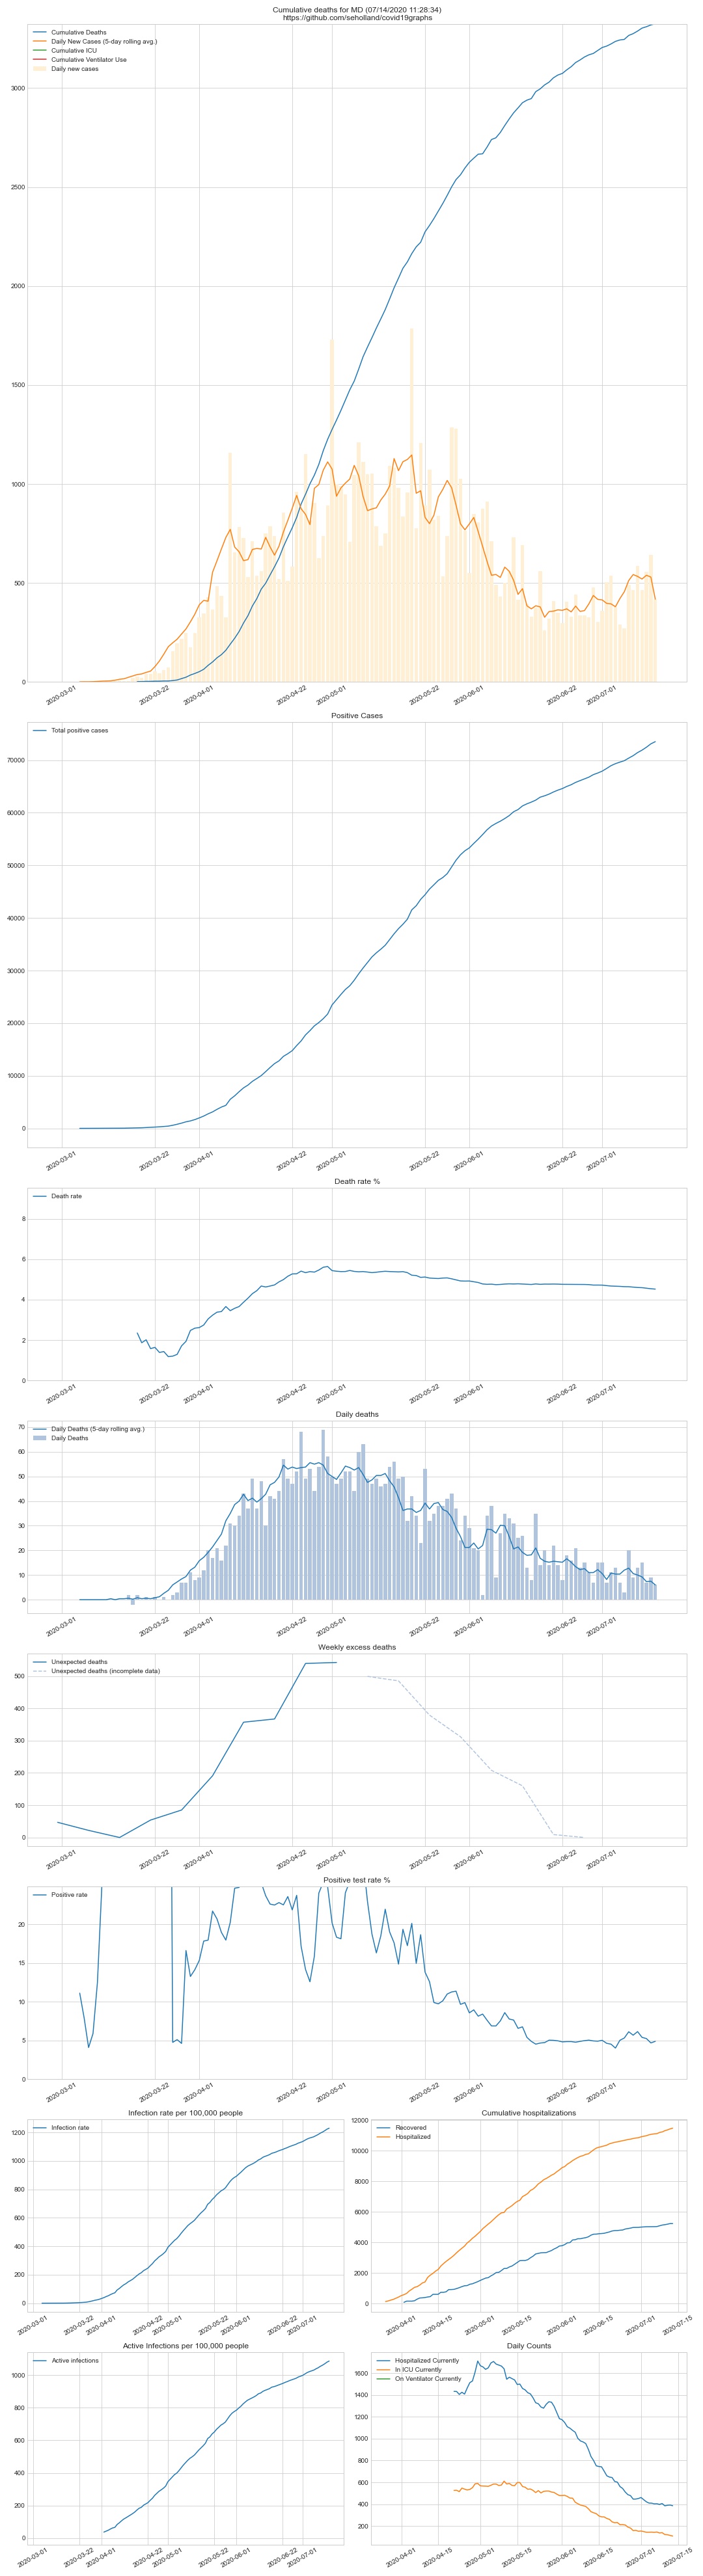 Cumulative deaths for MD (07/14/2020 11:28:34)
https://github.com/seholland/covid19graphs
Cumulative Deaths
Daily New Cases (5-day rolling avg.)
Cumulative ICU
Cumulative Ventilator Use
Daily new cases
3000
2500
2000
1500
1000
500
0
2020-03-01 2020-03-22 2020-04-01 2020-04-22 2020-05-01 2020-05-22 2020-06-01 2020-06-22 2020-07-01
Positive Cases
Total positive cases
70000
60000
50000
40000
30000
20000
10000
0
2020-03-01 2020-03-22 2020-04-01 2020-04-22 2020-05-01 2020-05-22 2020-06-01 2020-06-22 2020-07-01
Death rate %
Death rate
8
6
4
2
0
2020-03-01 2020-03-22 2020-04-01 2020-04-22 2020-05-01 2020-05-22 2020-06-01 2020-06-22 2020-07-01
Daily deaths
Daily Deaths (5-day rolling avg.)
Daily Deaths
70
60
50
40
30
20
10
0
2020-03-01 2020-03-22 2020-04-01 2020-04-22 2020-05-01 2020-05-22 2020-06-01 2020-06-22 2020-07-01
Weekly excess deaths
Unexpected deaths
Unexpected deaths (incomplete data)
500
400
300
200
100
0
2020-03-01 2020-03-22 2020-04-01 2020-04-22 2020-05-01 2020-05-22 2020-06-01 2020-06-22 2020-07-01
Positive test rate %
Positive rate
20
15
10
5
0
2020-03-01 2020-03-22 2020-04-01 2020-04-22 2020-05-01 2020-05-22 2020-06-01 2020-06-22 2020-07-01
Infection rate per 100,000 people
Infection rate
1200
1000
800
600
400
200
0
2020-03-01 2020-03-22 2020-04-01 2020-04-22 2020-05-01 2020-05-22 2020-06-01 2020-06-22 2020-07-01
Cumulative hospitalizations
Recovered
Hospitalized
12000
10000
8000
6000
4000
2000
0
2020-04-01 2020-04-15 2020-05-01 2020-05-15 2020-06-01 2020-06-15 2020-07-01 2020-07-15
Active Infections per 100,000 people
Active infections
1000
800
600
400
200
0
2020-03-01 2020-03-22 2020-04-01 2020-04-22 2020-05-01 2020-05-22 2020-06-01 2020-06-22 2020-07-01
Daily Counts
Hospitalized Currently
In ICU Currently
On Ventilator Currently
1600
1400
1200
1000
800
600
400
200
2020-04-01 2020-04-15 2020-05-01 2020-05-15 2020-06-01 2020-06-15 2020-07-01 2020-07-15